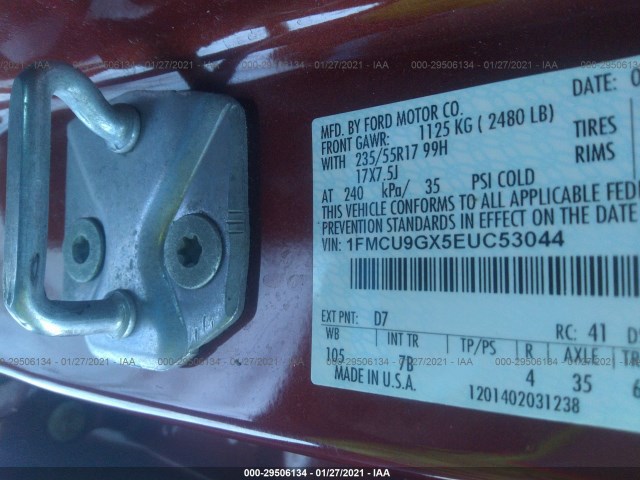 000-29506134 - 01/27/2021 - IAA
DATE: 0
MFD. BY FORD MOTOR CO.
FRONT GAWR: 1125 KG ( 2480 LB)
WITH 235/55R17 99H TIRES
17X7.5J RIMS
AT 240 kPa/ 35 PSI COLD
THIS VEHICLE CONFORMS TO ALL APPLICABLE FED
PREVENTION STANDARDS IN EFFECT ON THE DATE OF
VIN: 1FMCU9GX5EUC53044
EXT PNT: D7 RC: 41
WB INT TR TP/PS R AXLE TR
105 7B 4 35 6
MADE IN U.S.A.
1201402031238
000-29506134 - 01/27/2021 - IAA